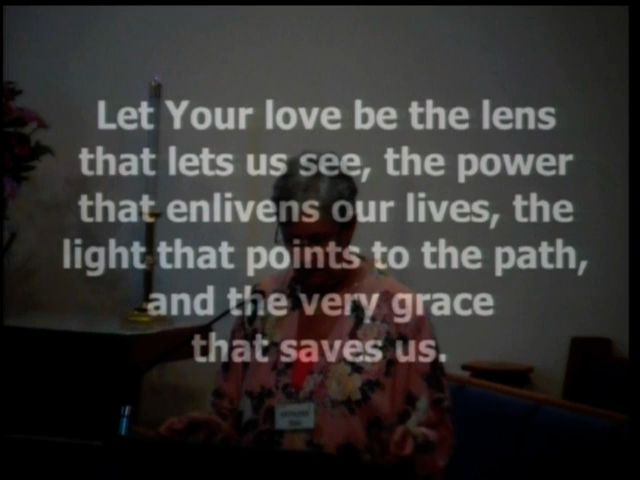 Let Your love be the lens
that lets us see, the power
that enlivens our lives, the
light that points to the path,
and the very grace
that saves us.